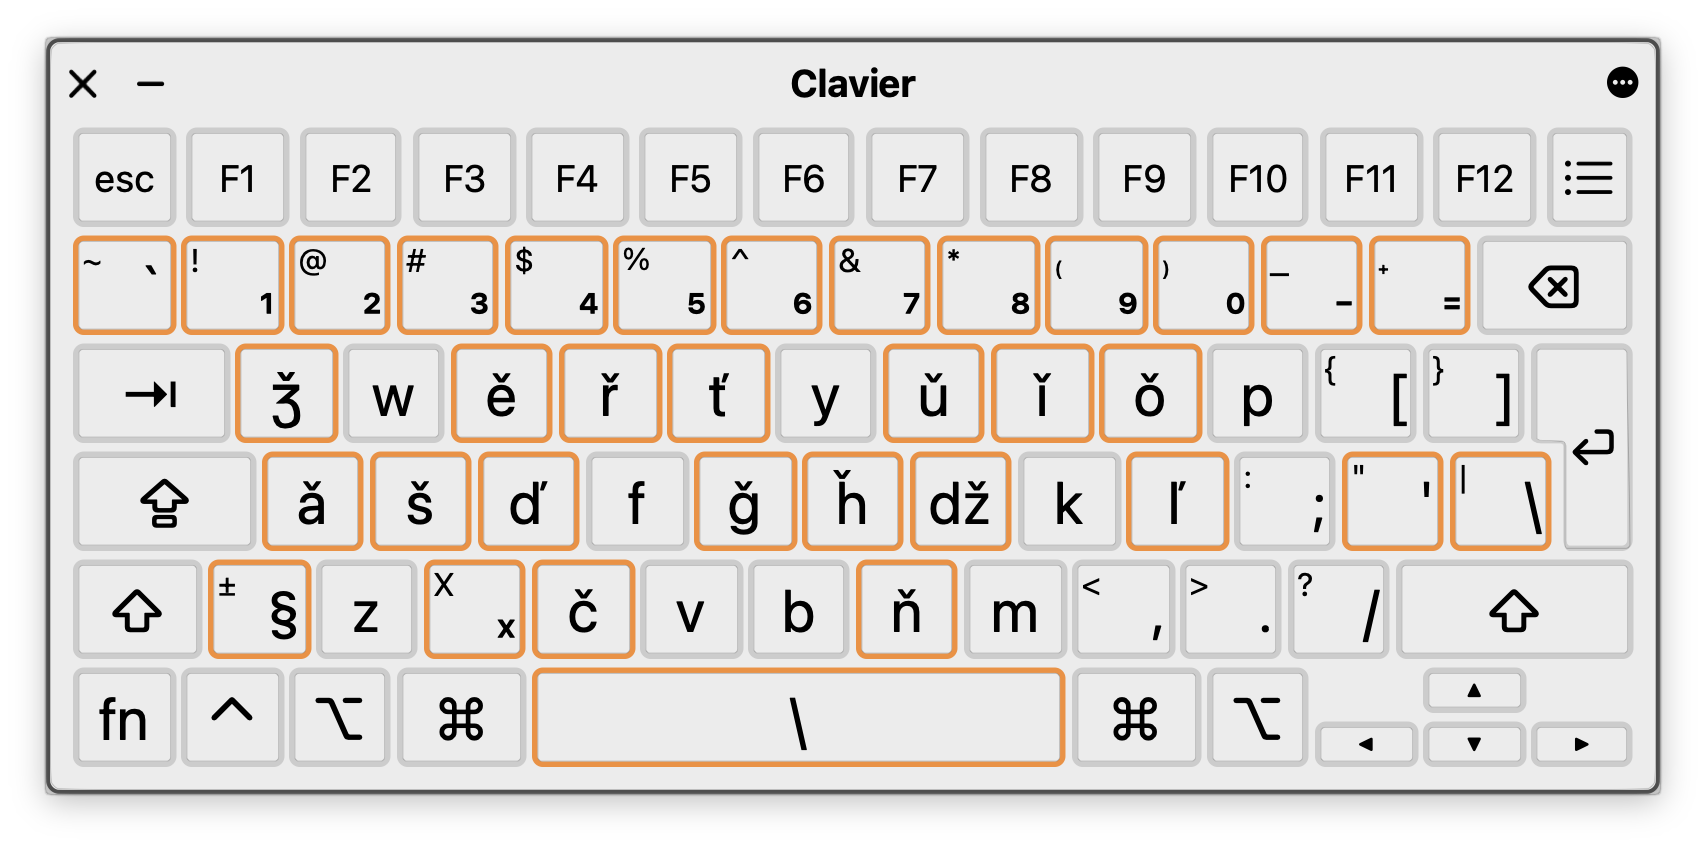 Clavier
esc F1 F2 F3 F4 F5 F6 F7 F8 F9 F10 F11 F12
~ ` ! 1 @ 2 # 3 $ 4 % 5 ^ 6 & 7 * 8 ( 9 ) 0 _ - + =
ǯ w ě ř ť y ǔ ǐ ǒ p { [ } ]
ǎ š ď f ǧ ȟ dž k ľ : ; " ' | \
± § z X x č v b ň m < , > . ? /
fn ^ ⌥ ⌘ \ ⌘ ⌥